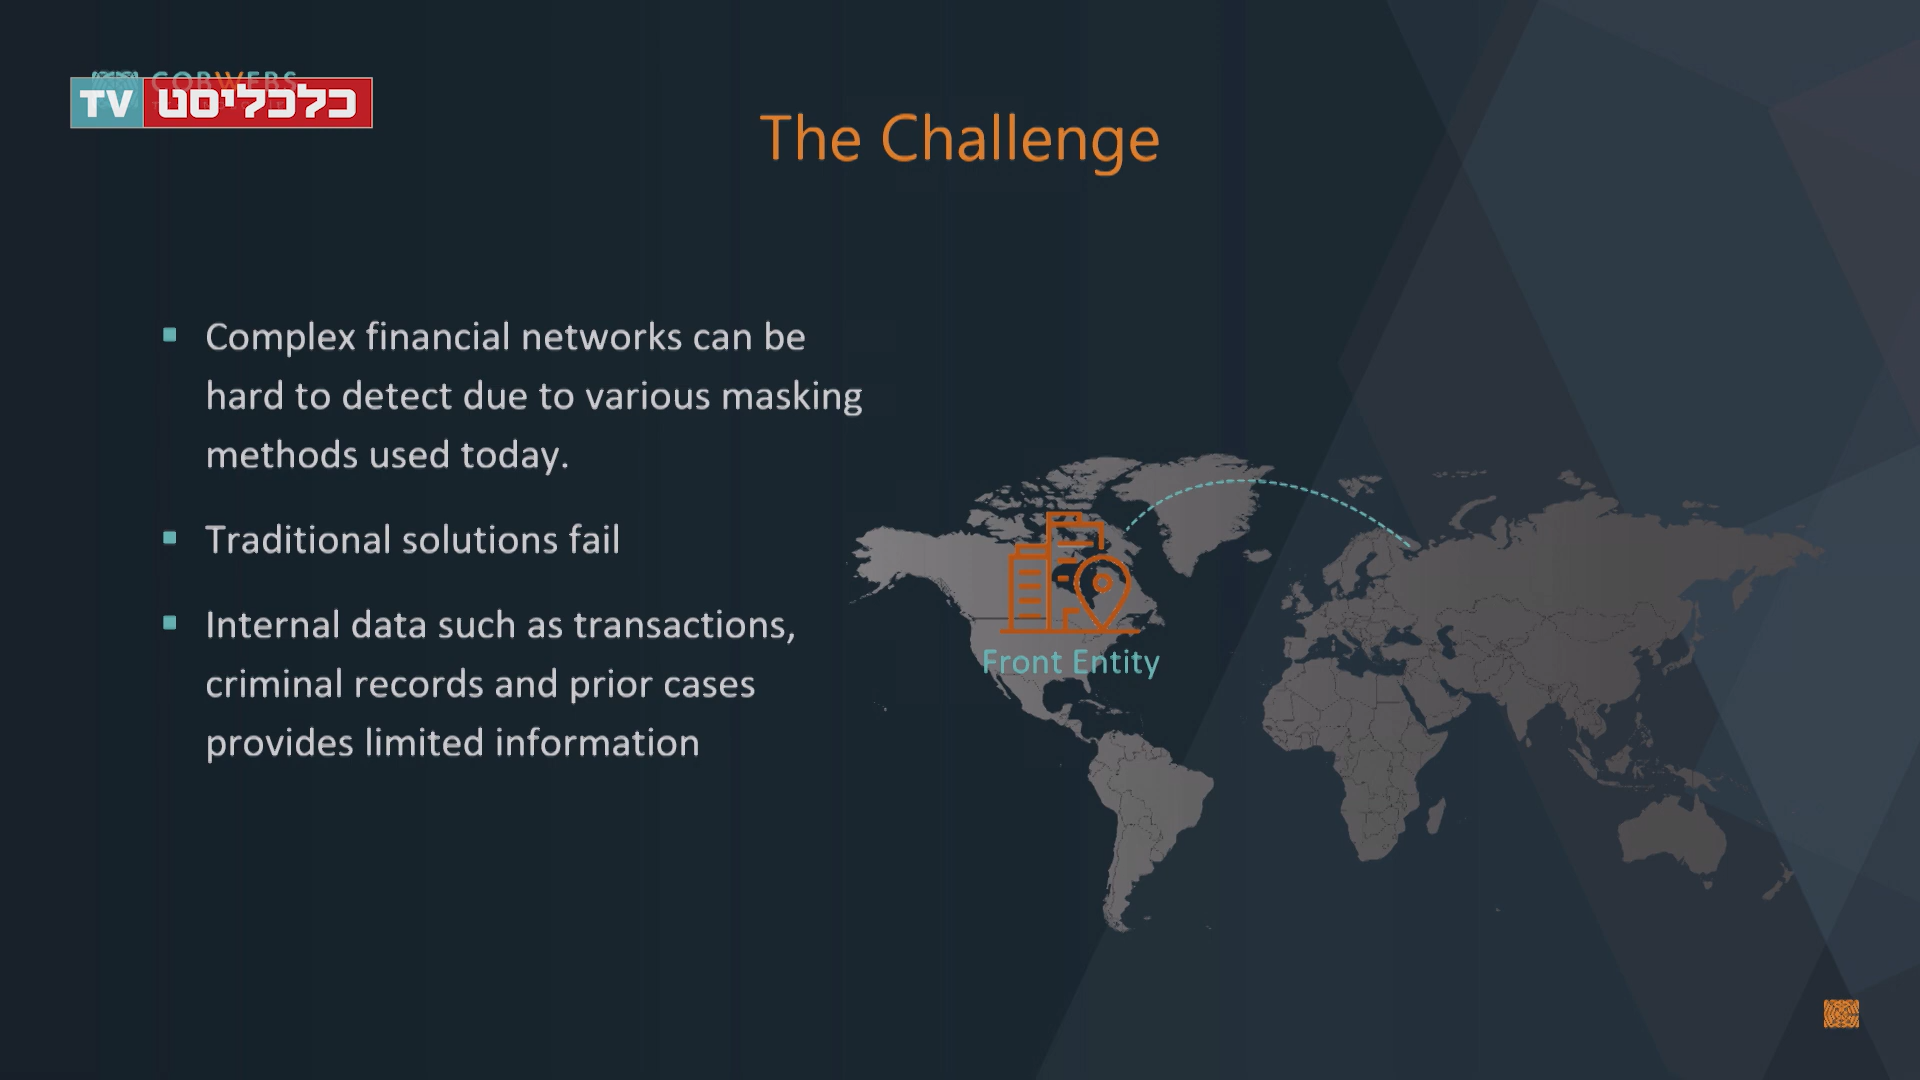 COBWEBS
TV כלכליסט
The Challenge
Complex financial networks can be
hard to detect due to various masking
methods used today.
Traditional solutions fail
Internal data such as transactions,
criminal records and prior cases
provides limited information
Front Entity